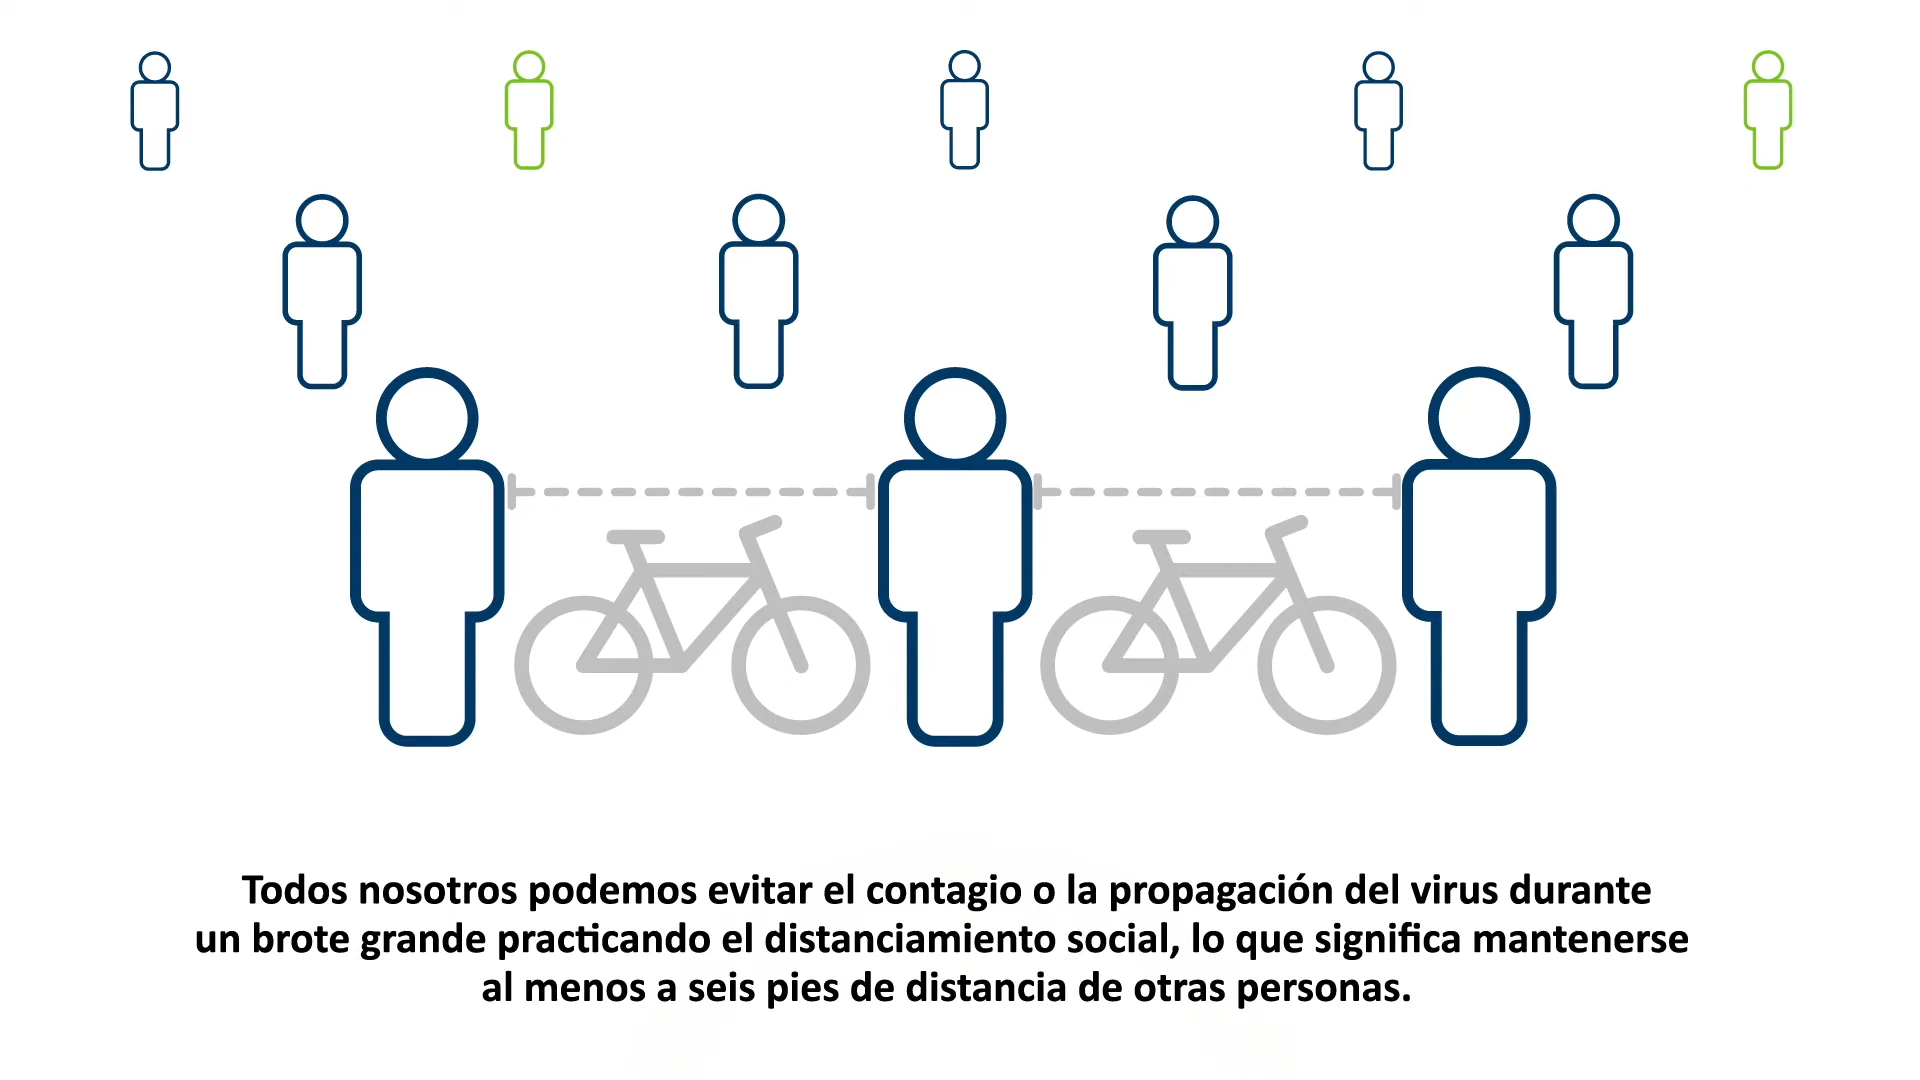 Todos nosotros podemos evitar el contagio o la propagación del virus durante
un brote grande practicando el distanciamiento social, lo que significa mantenerse
al menos a seis pies de distancia de otras personas.